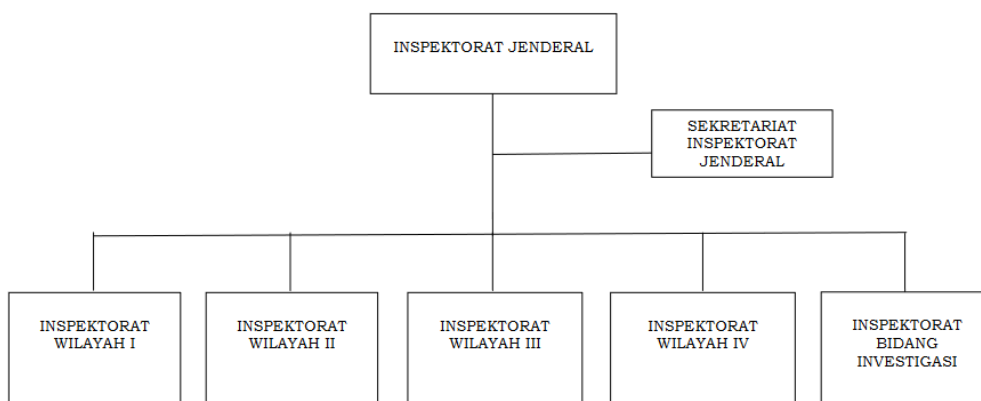 INSPEKTORAT JENDERAL
SEKRETARIAT
INSPEKTORAT
JENDERAL
INSPEKTORAT
WILAYAH I
INSPEKTORAT
WILAYAH II
INSPEKTORAT
WILAYAH III
INSPEKTORAT
WILAYAH IV
INSPEKTORAT
BIDANG
INVESTIGASI